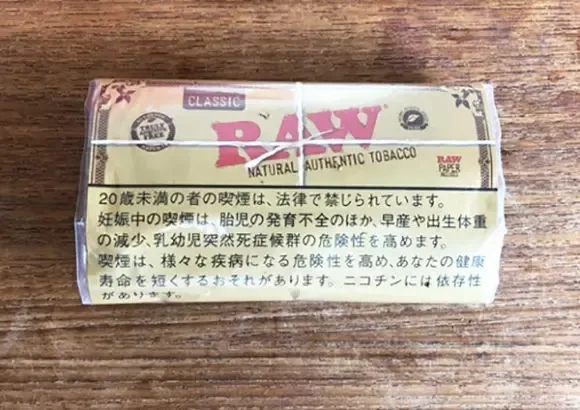 CLASSIC
RAW
NATURAL AUTHENTIC TOBACCO
RAW
PAPER
20歳未満の者の喫煙は、法律で禁じられています。
妊娠中の喫煙は、胎児の発育不全のほか、早産や出生体重
の減少、乳幼児突然死症候群の危険性を高めます。
喫煙は、様々な疾病になる危険性を高め、あなたの健康
寿命を短くするおそれがあります。ニコチンには依存性
があります。